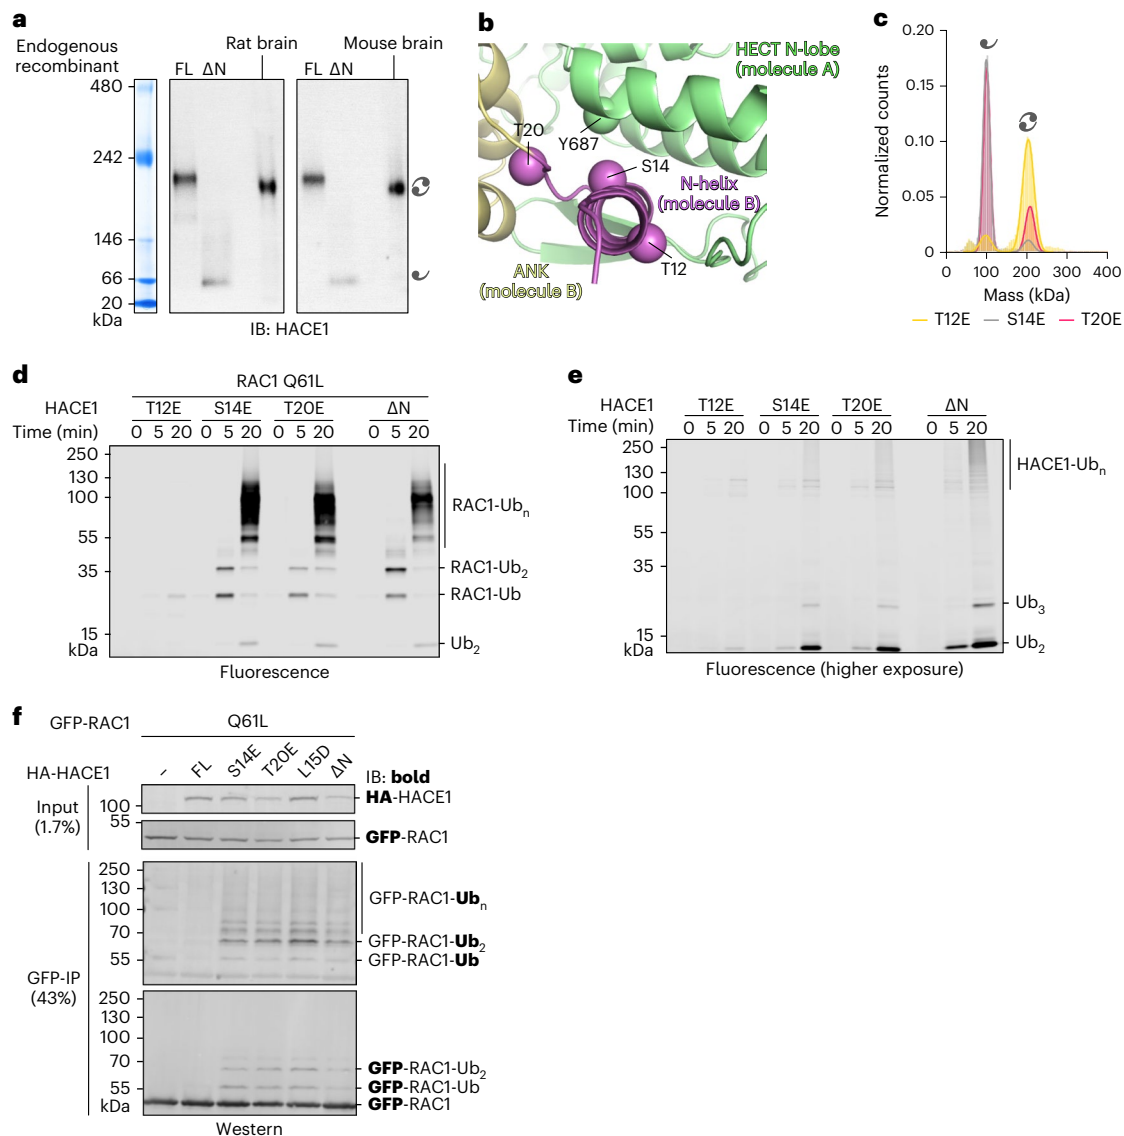 a
Endogenous
recombinant
Rat brain
Mouse brain
FL ΔN
FL ΔN
480
242
146
66
20
kDa
IB: HACE1
b
HECT N-lobe
(molecule A)
T20
Y687
S14
N-helix
(molecule B)
T12
ANK
(molecule B)
c
Normalized counts
0.20
0.15
0.10
0.05
0
0 100 200 300 400
Mass (kDa)
T12E S14E T20E
d
RAC1 Q61L
HACE1 T12E S14E T20E ΔN
Time (min) 0 5 20 0 5 20 0 5 20 0 5 20
250
130
100
55
35
15
kDa
RAC1-Ubn
RAC1-Ub2
RAC1-Ub
Ub2
Fluorescence
e
HACE1 T12E S14E T20E ΔN
Time (min) 0 5 20 0 5 20 0 5 20 0 5 20
250
130
100
55
35
15
kDa
HACE1-Ubn
Ub3
Ub2
Fluorescence (higher exposure)
f
GFP-RAC1 Q61L
HA-HACE1 – FL S14E T20E L15D ΔN
IB: bold
Input
(1.7%)
100
55
HA-HACE1
GFP-RAC1
GFP-IP
(43%)
250
130
100
70
55
GFP-RAC1-Ubn
GFP-RAC1-Ub2
GFP-RAC1-Ub
250
130
100
70
55
kDa
GFP-RAC1-Ub2
GFP-RAC1-Ub
GFP-RAC1
Western